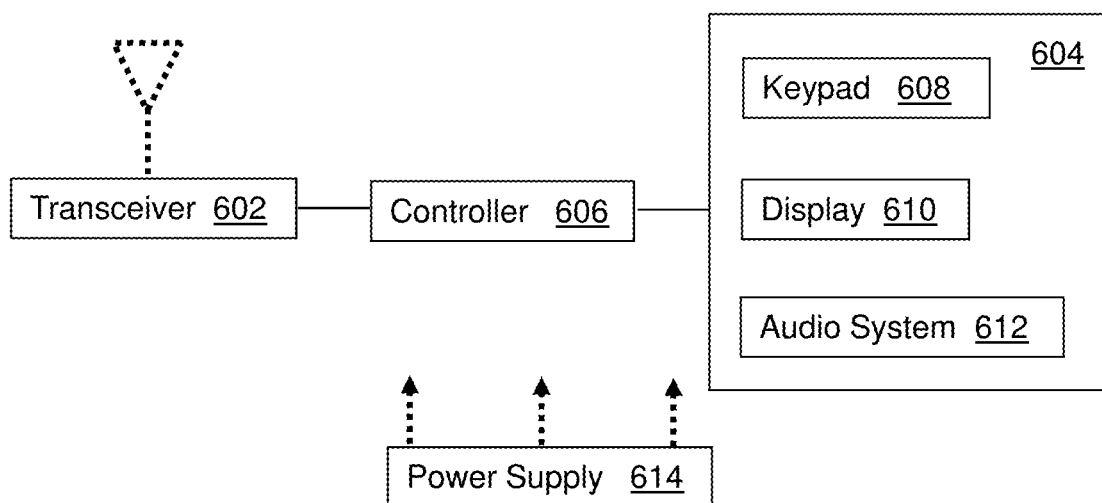 604
Keypad 608
Transceiver 602
Controller 606
Display 610
Audio System 612
Power Supply 614